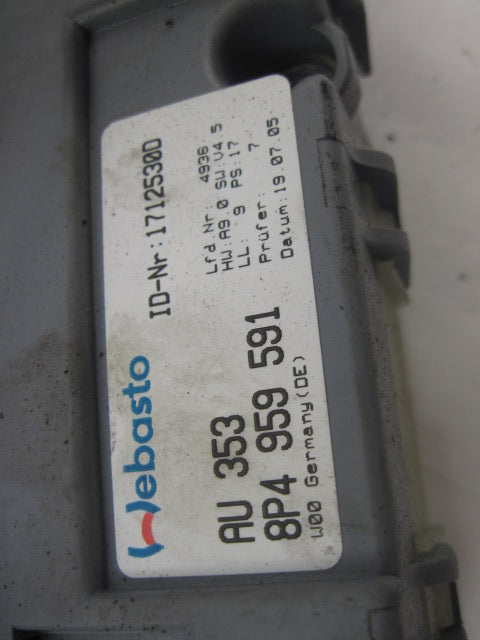 Webasto
ID-Nr:1712530D
AU 353
8P4 959 591
W00 Germany(DE)
Lfd.Nr: 4936
HW:A9.0 SW:V4.5
LL: 9 PS:17
Prüfer: 7
Datum:19.07.05